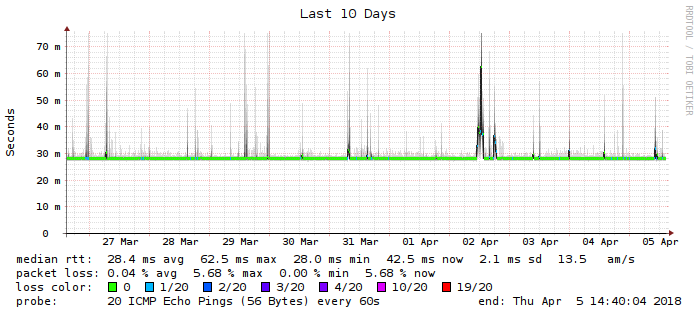 Last 10 Days
RRDTOOL / TOBI OETIKER
Seconds
70 m
60 m
50 m
40 m
30 m
20 m
10 m
0
27 Mar 28 Mar 29 Mar 30 Mar 31 Mar 01 Apr 02 Apr 03 Apr 04 Apr 05 Apr
median rtt: 28.4 ms avg 62.5 ms max 28.0 ms min 42.5 ms now 2.1 ms sd 13.5 am/s
packet loss: 0.04 % avg 5.68 % max 0.00 % min 5.68 % now
loss color: 0 1/20 2/20 3/20 4/20 10/20 19/20
probe: 20 ICMP Echo Pings (56 Bytes) every 60s end: Thu Apr 5 14:40:04 2018